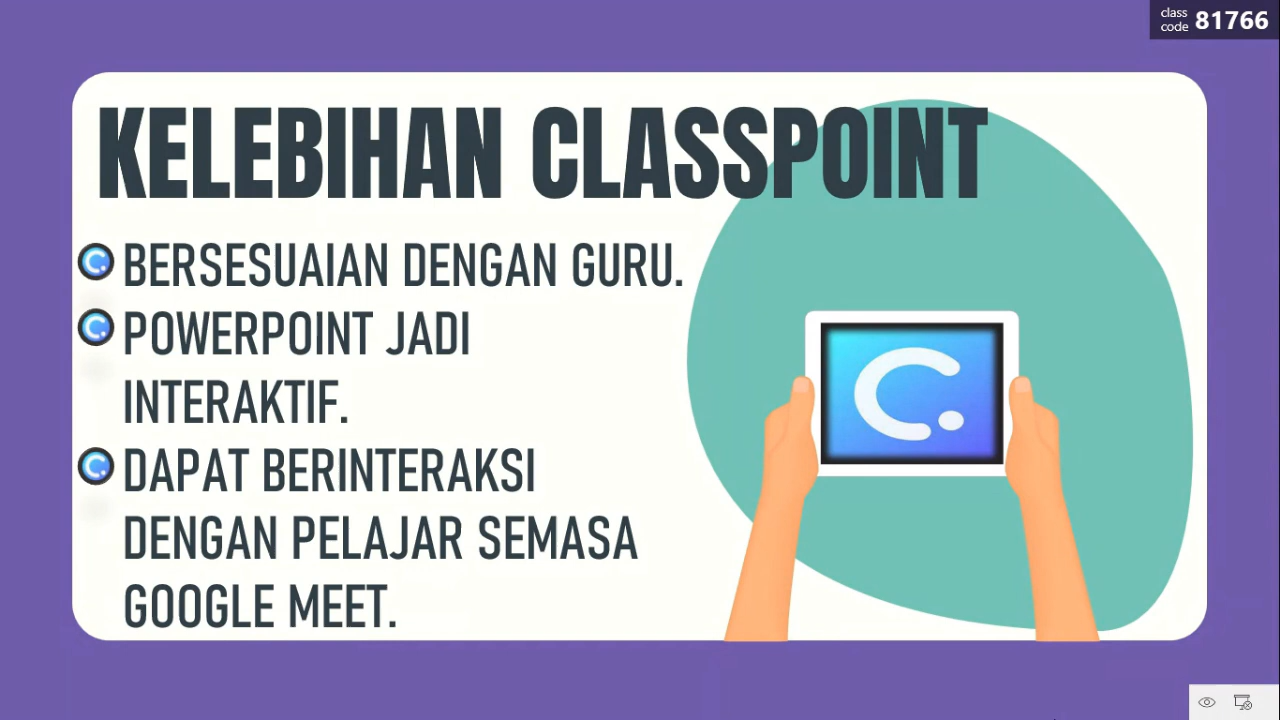 class
code 81766
KELEBIHAN CLASSPOINT
BERSESUAIAN DENGAN GURU.
POWERPOINT JADI
INTERAKTIF.
DAPAT BERINTERAKSI
DENGAN PELAJAR SEMASA
GOOGLE MEET.